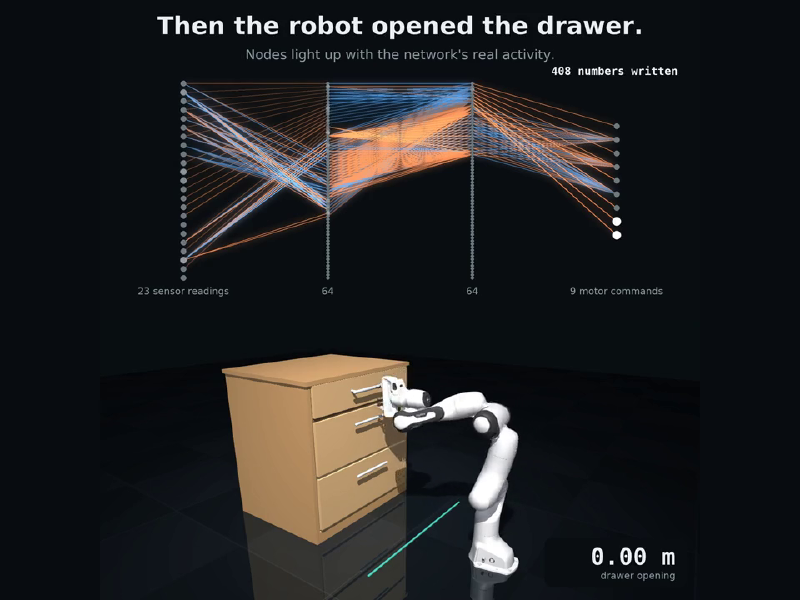 Then the robot opened the drawer.
Nodes light up with the network's real activity.
408 numbers written
23 sensor readings
64
64
9 motor commands
0.00 m
drawer opening